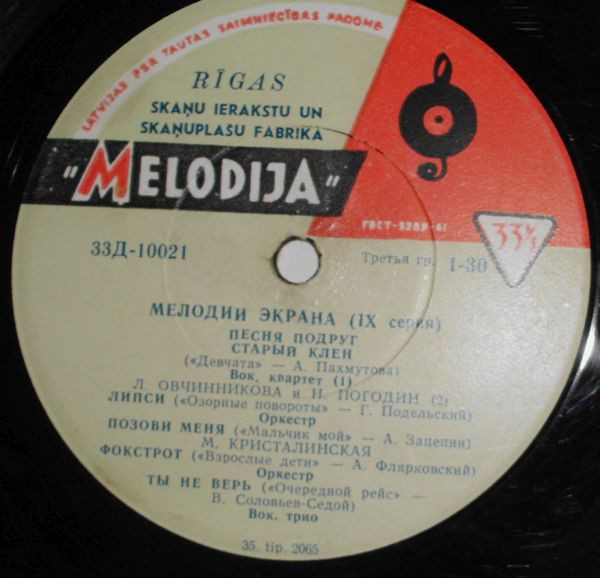 LATVIJAS PSR TAUTAS SAIMNIECĪBAS PADOME
RĪGAS
SKAŅU IERAKSTU UN
SKAŅUPLAŠU FABRIKA
"MELODIJA"
ГОСТ-5289-61
33⅓
33Д-10021
Третья гр. 1-30
МЕЛОДИИ ЭКРАНА (IX серия)
ПЕСНЯ ПОДРУГ
СТАРЫЙ КЛЕН
(«Девчата» — А. Пахмутова)
Вок. квартет (1)
Л. ОВЧИННИКОВА и Н. ПОГОДИН (2)
ЛИПСИ («Озорные повороты» — Г. Подельский)
Оркестр
ПОЗОВИ МЕНЯ («Мальчик мой» — А. Зацепин)
М. КРИСТАЛИНСКАЯ
ФОКСТРОТ («Взрослые дети» — А. Флярковский)
Оркестр
ТЫ НЕ ВЕРЬ («Очередной рейс» —
В. Соловьев-Седой)
Вок. трио
35. tip. 2065